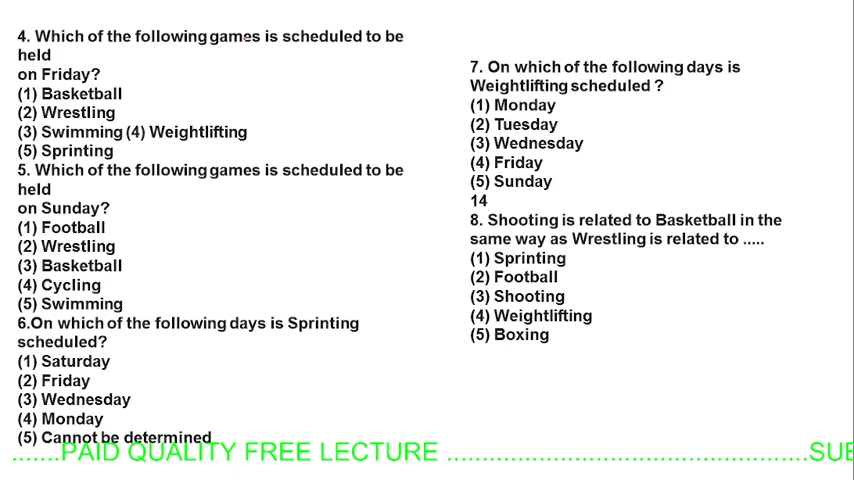 4. Which of the following games is scheduled to be
held
on Friday?
(1) Basketball
(2) Wrestling
(3) Swimming (4) Weightlifting
(5) Sprinting
5. Which of the following games is scheduled to be
held
on Sunday?
(1) Football
(2) Wrestling
(3) Basketball
(4) Cycling
(5) Swimming
6.On which of the following days is Sprinting
scheduled?
(1) Saturday
(2) Friday
(3) Wednesday
(4) Monday
(5) Cannot be determined
7. On which of the following days is
Weightlifting scheduled ?
(1) Monday
(2) Tuesday
(3) Wednesday
(4) Friday
(5) Sunday
14
8. Shooting is related to Basketball in the
same way as Wrestling is related to .....
(1) Sprinting
(2) Football
(3) Shooting
(4) Weightlifting
(5) Boxing
.......PAID QUALITY FREE LECTURE ..................................................SUB